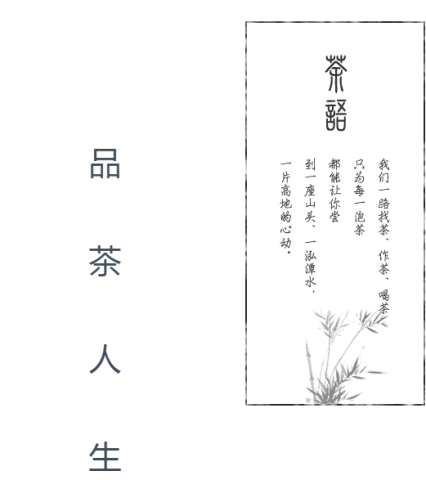 品茶人生
茶語
我们一路找茶、作茶、喝茶
只为每一泡茶
都能让你尝
到一座山头、一泓潭水，
一片高地的心动。